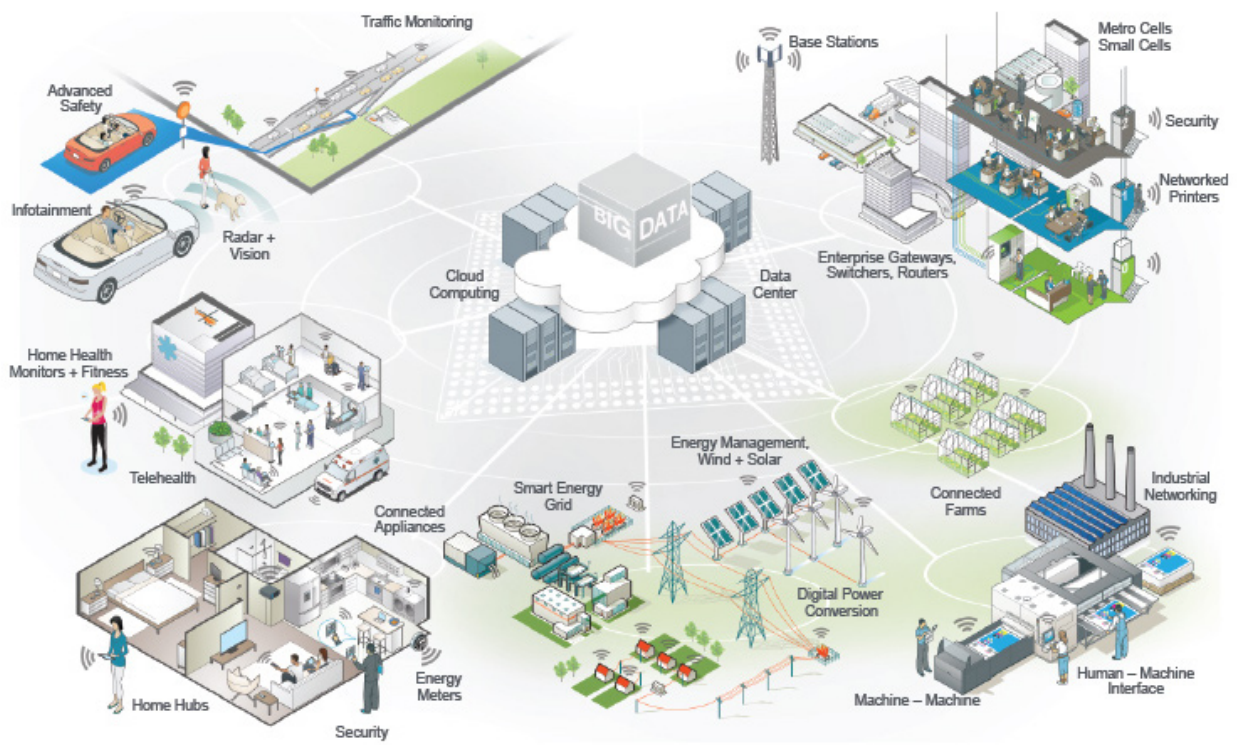 Traffic Monitoring
Base Stations
Metro Cells
Small Cells
Advanced
Safety
Security
Infotainment
Radar +
Vision
BIG DATA
Networked
Printers
Cloud
Computing
Data
Center
Enterprise Gateways,
Switchers, Routers
Home Health
Monitors + Fitness
Telehealth
Energy Management,
Wind + Solar
Smart Energy
Grid
Connected
Appliances
Connected
Farms
Industrial
Networking
Digital Power
Conversion
Energy
Meters
Home Hubs
Security
Machine – Machine
Human – Machine
Interface